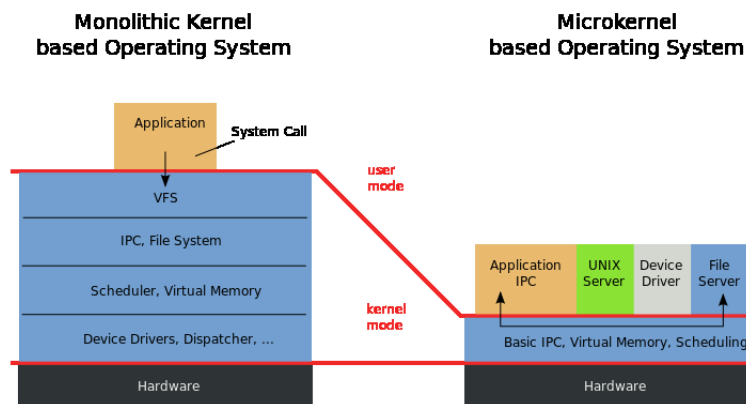 Monolithic Kernel
based Operating System
Microkernel
based Operating System
Application
System Call
user
mode
VFS
IPC, File System
Scheduler, Virtual Memory
kernel
mode
Device Drivers, Dispatcher, ...
Hardware
Application
IPC
UNIX
Server
Device
Driver
File
Server
Basic IPC, Virtual Memory, Scheduling
Hardware